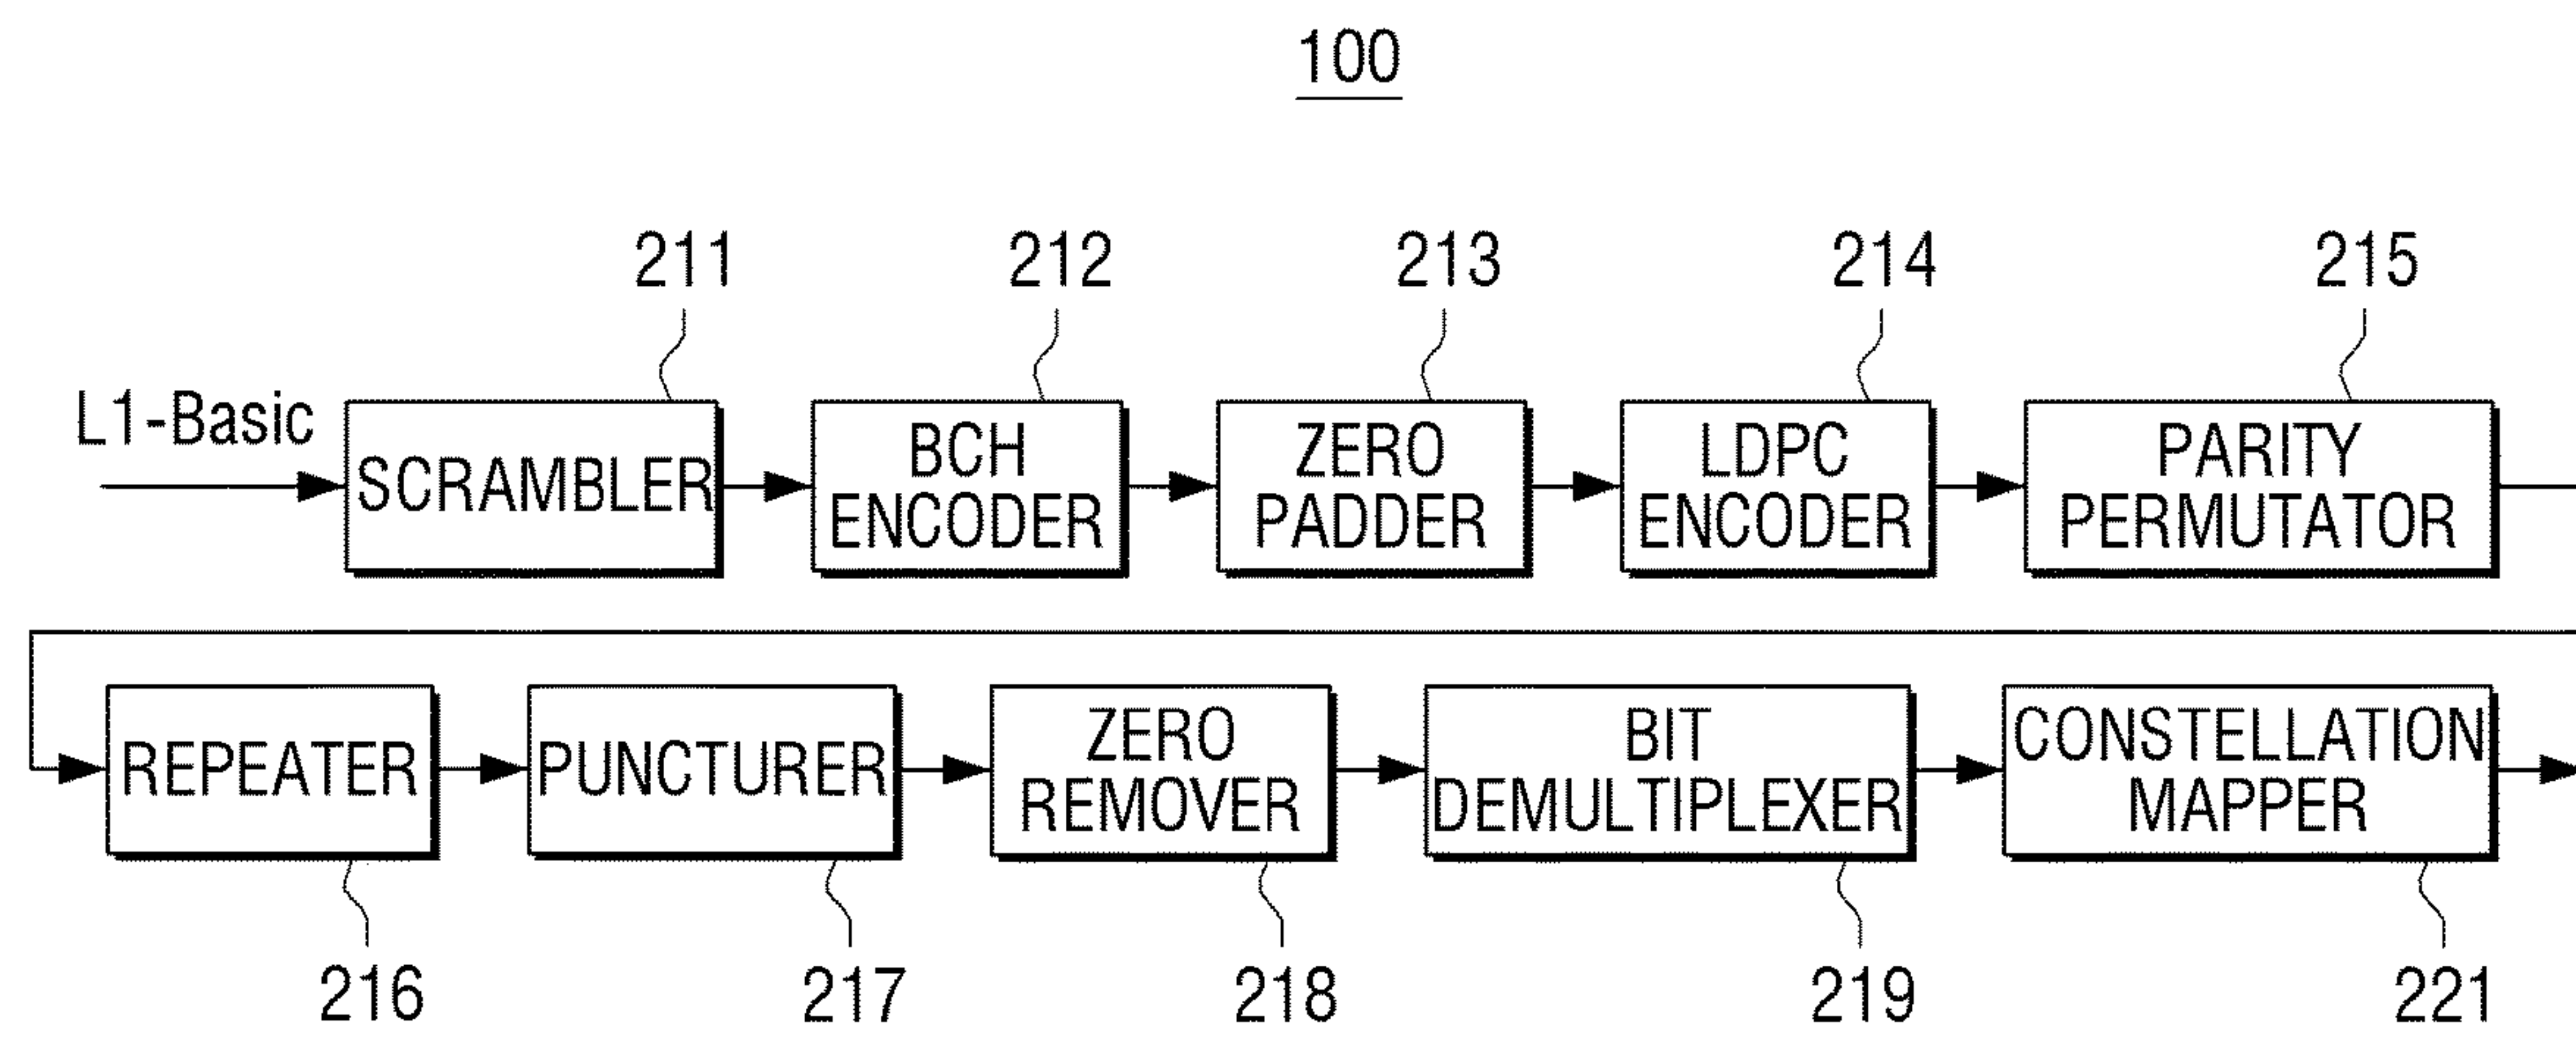 100
211
212
213
214
215
L1-Basic
SCRAMBLER
BCH
ENCODER
ZERO
PADDER
LDPC
ENCODER
PARITY
PERMUTATOR
REPEATER
PUNCTURER
ZERO
REMOVER
BIT
DEMULTIPLEXER
CONSTELLATION
MAPPER
216
217
218
219
221